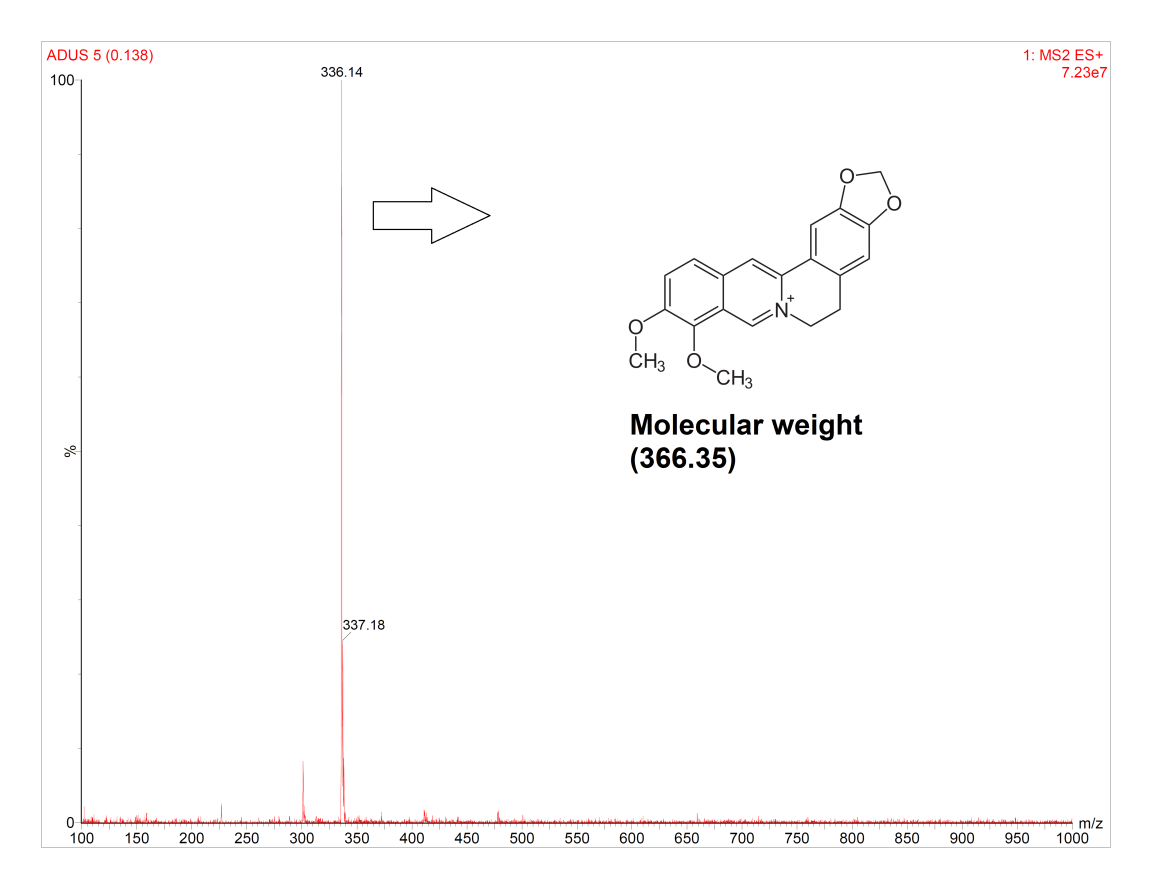 ADUS 5 (0.138)
1: MS2 ES+
7.23e7
100
336.14
%
337.18
0
100 150 200 250 300 350 400 450 500 550 600 650 700 750 800 850 900 950 1000
m/z
O
O
N+
O
CH3
O
CH3
Molecular weight
(366.35)